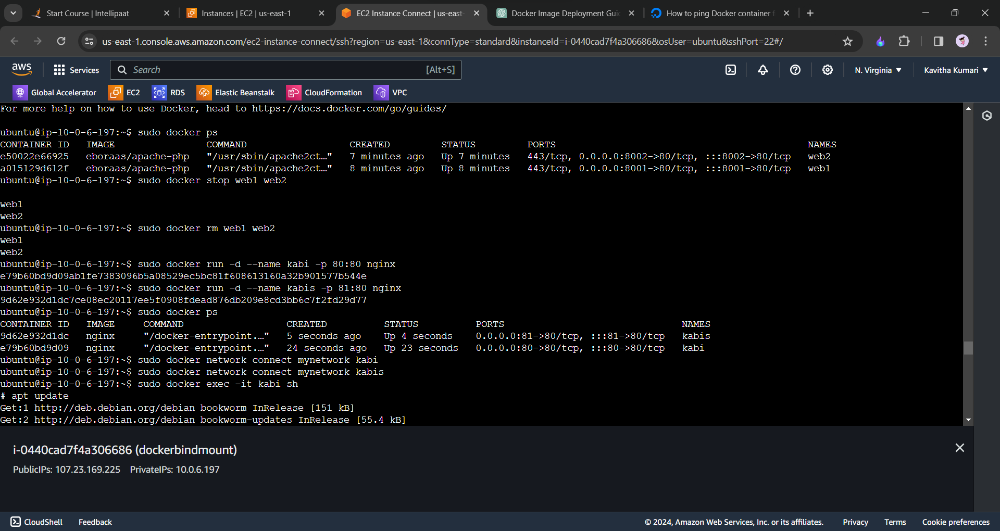 Start Course | Intellipaat
Instances | EC2 | us-east-1
EC2 Instance Connect | us-east-
Docker Image Deployment Gui
How to ping Docker container f
us-east-1.console.aws.amazon.com/ec2-instance-connect/ssh?region=us-east-1&connType=standard&instanceId=i-0440cad7f4a306686&osUser=ubuntu&sshPort=22#/
aws Services Search [Alt+S] N. Virginia Kavitha Kumari
Global Accelerator EC2 RDS Elastic Beanstalk CloudFormation VPC
For more help on how to use Docker, head to https://docs.docker.com/go/guides/
ubuntu@ip-10-0-6-197:~$ sudo docker ps
CONTAINER ID IMAGE COMMAND CREATED STATUS PORTS NAMES
e50022e66925 eboraas/apache-php "/usr/sbin/apache2ct…" 7 minutes ago Up 7 minutes 443/tcp, 0.0.0.0:8002->80/tcp, :::8002->80/tcp web2
a015129d612f eboraas/apache-php "/usr/sbin/apache2ct…" 8 minutes ago Up 8 minutes 443/tcp, 0.0.0.0:8001->80/tcp, :::8001->80/tcp web1
ubuntu@ip-10-0-6-197:~$ sudo docker stop web1 web2
web1
web2
ubuntu@ip-10-0-6-197:~$ sudo docker rm web1 web2
web1
web2
ubuntu@ip-10-0-6-197:~$ sudo docker run -d --name kabi -p 80:80 nginx
e79b60bd9d09ab1fe7383096b5a08529ec5bc81f608613160a32b901577b544e
ubuntu@ip-10-0-6-197:~$ sudo docker run -d --name kabis -p 81:80 nginx
9d62e932d1dc7ce08ec20117ee5f0908fdead876db209e8cd3bb6c7f2fd29d77
ubuntu@ip-10-0-6-197:~$ sudo docker ps
CONTAINER ID IMAGE COMMAND CREATED STATUS PORTS NAMES
9d62e932d1dc nginx "/docker-entrypoint.…" 5 seconds ago Up 4 seconds 0.0.0.0:81->80/tcp, :::81->80/tcp kabis
e79b60bd9d09 nginx "/docker-entrypoint.…" 24 seconds ago Up 23 seconds 0.0.0.0:80->80/tcp, :::80->80/tcp kabi
ubuntu@ip-10-0-6-197:~$ sudo docker network connect mynetwork kabi
ubuntu@ip-10-0-6-197:~$ sudo docker network connect mynetwork kabis
ubuntu@ip-10-0-6-197:~$ sudo docker exec -it kabi sh
# apt update
Get:1 http://deb.debian.org/debian bookworm InRelease [151 kB]
Get:2 http://deb.debian.org/debian bookworm-updates InRelease [55.4 kB]
i-0440cad7f4a306686 (dockerbindmount)
PublicIPs: 107.23.169.225 PrivateIPs: 10.0.6.197
CloudShell Feedback © 2024, Amazon Web Services, Inc. or its affiliates. Privacy Terms Cookie preferences